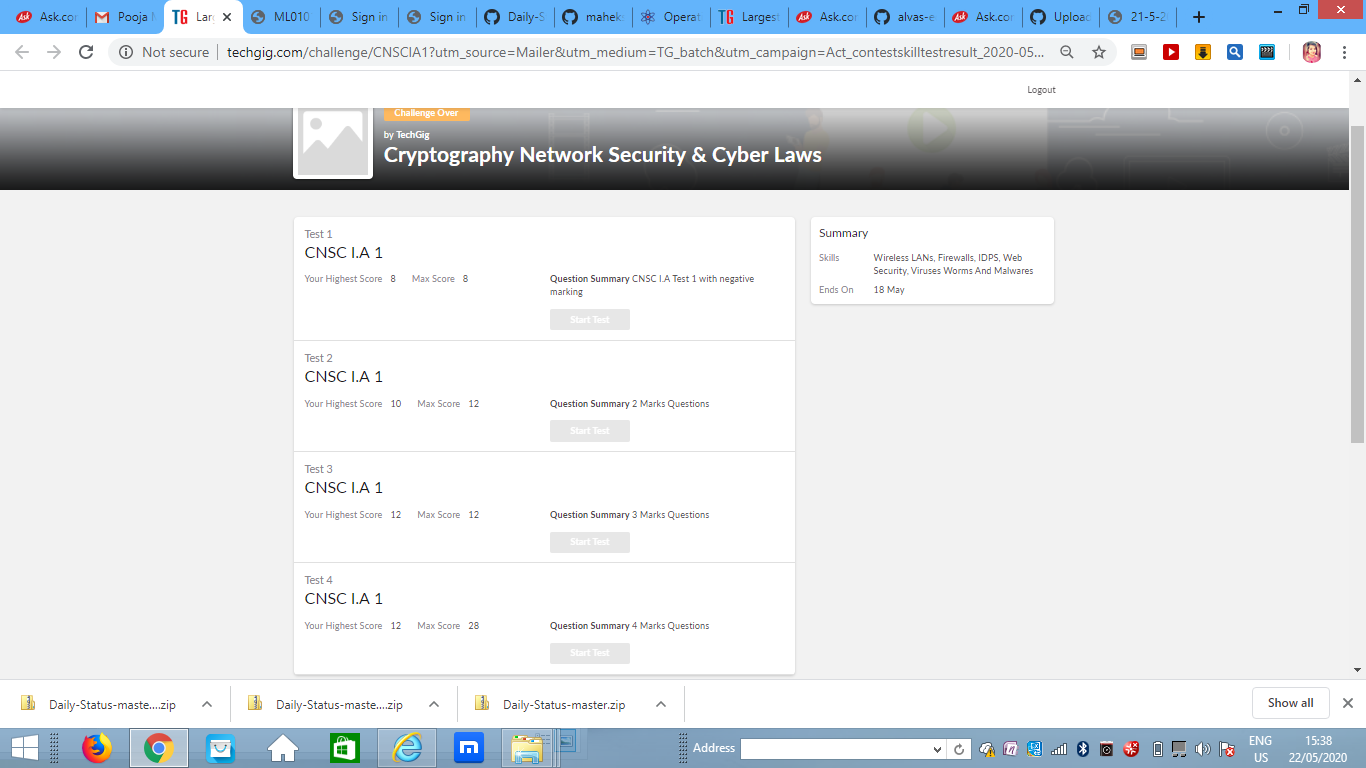 Ask.cor
Pooja
TG Larg
ML010
Sign in
Sign in
Daily-S
mahek
Operat
TG Largest
Ask.cor
alvas-e
Ask.cor
Upload
21-5-2
Not secure | techgig.com/challenge/CNSCIA1?utm_source=Mailer&utm_medium=TG_batch&utm_campaign=Act_contestskilltestresult_2020-05...
Logout
Challenge Over
by TechGig
Cryptography Network Security & Cyber Laws
Test 1
CNSC I.A 1
Your Highest Score 8 Max Score 8
Question Summary CNSC I.A Test 1 with negative
marking
Start Test
Test 2
CNSC I.A 1
Your Highest Score 10 Max Score 12
Question Summary 2 Marks Questions
Start Test
Test 3
CNSC I.A 1
Your Highest Score 12 Max Score 12
Question Summary 3 Marks Questions
Start Test
Test 4
CNSC I.A 1
Your Highest Score 12 Max Score 28
Question Summary 4 Marks Questions
Start Test
Summary
Skills Wireless LANs, Firewalls, IDPS, Web
Security, Viruses Worms And Malwares
Ends On 18 May
Daily-Status-maste....zip
Daily-Status-maste....zip
Daily-Status-master.zip
Show all
Address
ENG
US
15:38
22/05/2020